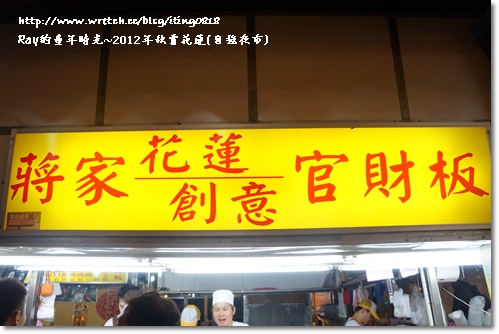 http://www.wretch.cc/blog/iting0818
Ray的童年時光~2012年秋賞花蓮(自強夜市)
蔣家 花蓮 創意 官財板